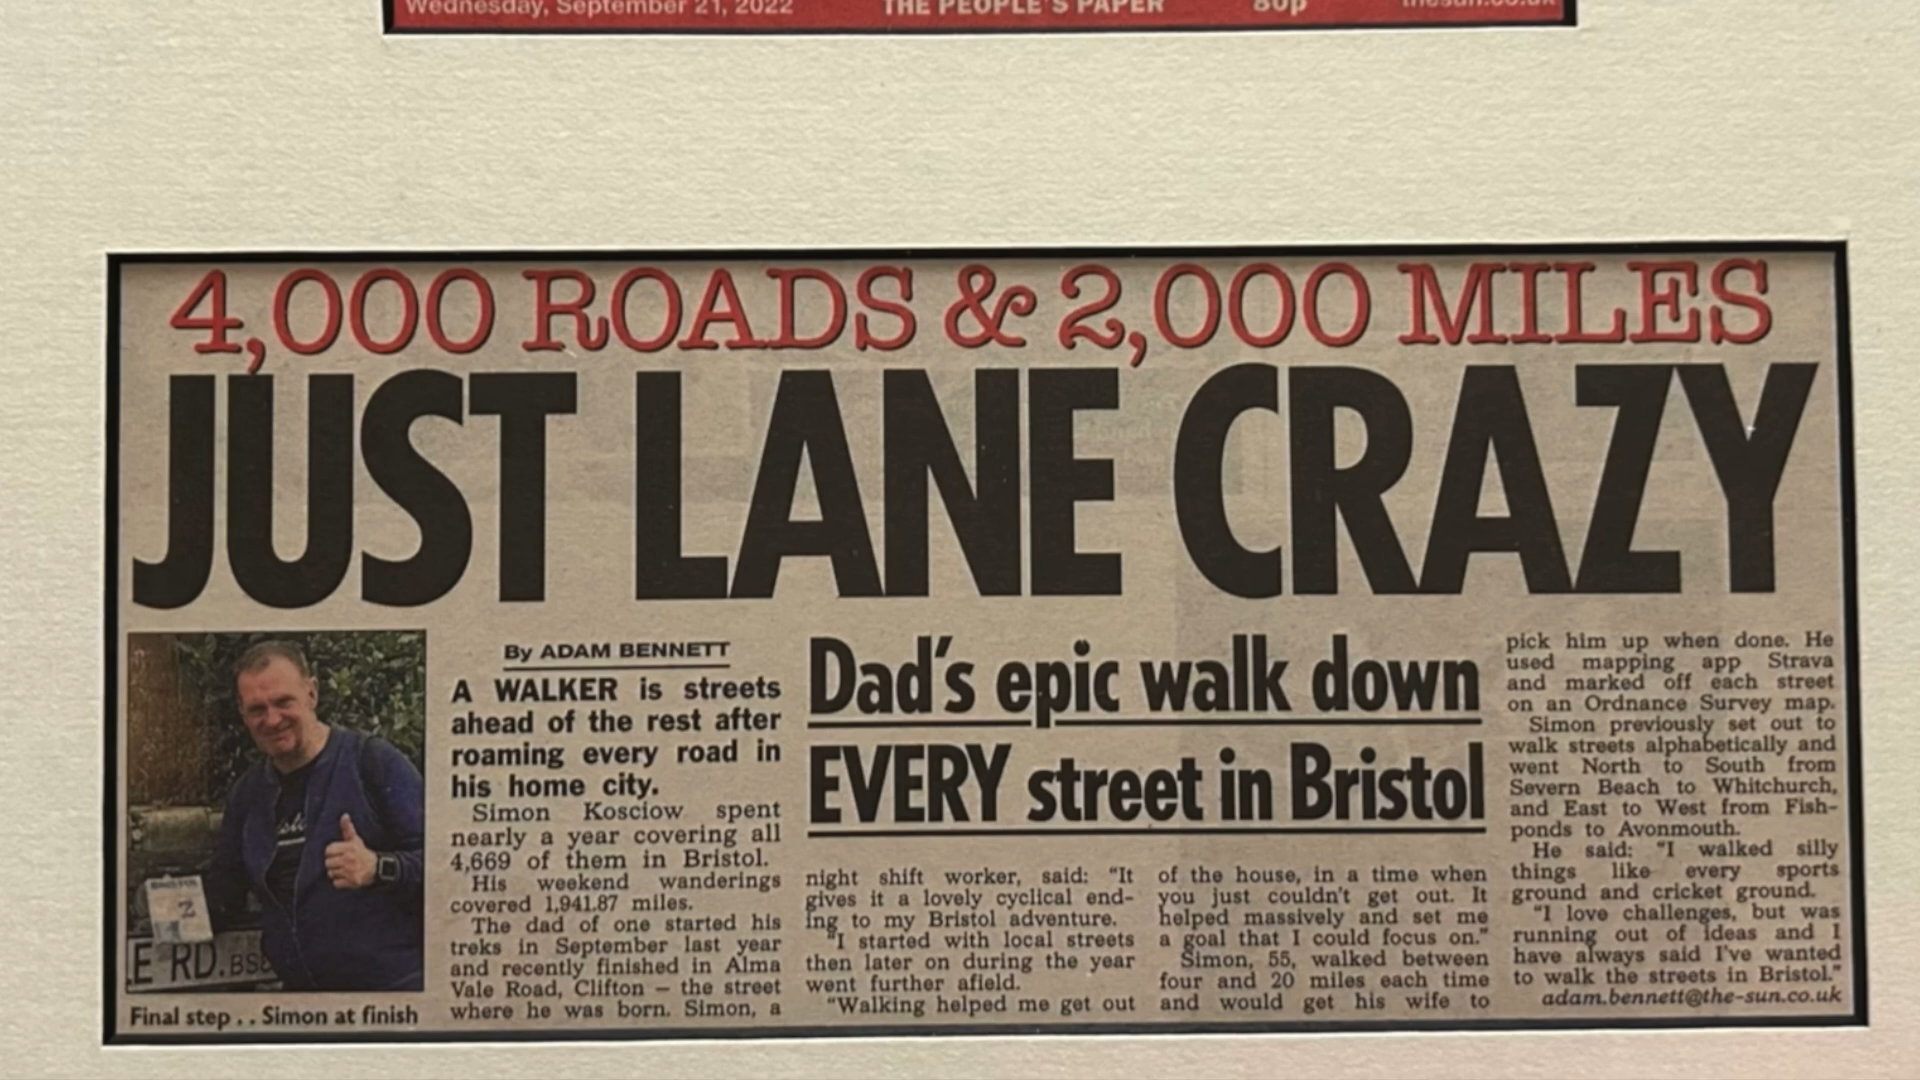 Wednesday, September 21, 2022 THE PEOPLE'S PAPER 80p thesun.co.uk
4,000 ROADS & 2,000 MILES
JUST LANE CRAZY
E RD. BS8
Final step . . Simon at finish
By ADAM BENNETT
A WALKER is streets
ahead of the rest after
roaming every road in
his home city.
Simon Kosciow spent
nearly a year covering all
4,669 of them in Bristol.
His weekend wanderings
covered 1,941.87 miles.
The dad of one started his
treks in September last year
and recently finished in Alma
Vale Road, Clifton – the street
where he was born. Simon, a
Dad's epic walk down
EVERY street in Bristol
night shift worker, said: "It
gives it a lovely cyclical end-
ing to my Bristol adventure.
"I started with local streets
then later on during the year
went further afield.
"Walking helped me get out
of the house, in a time when
you just couldn't get out. It
helped massively and set me
a goal that I could focus on."
Simon, 55, walked between
four and 20 miles each time
and would get his wife to
pick him up when done. He
used mapping app Strava
and marked off each street
on an Ordnance Survey map.
Simon previously set out to
walk streets alphabetically and
went North to South from
Severn Beach to Whitchurch,
and East to West from Fish-
ponds to Avonmouth.
He said: "I walked silly
things like every sports
ground and cricket ground.
"I love challenges, but was
running out of ideas and I
have always said I've wanted
to walk the streets in Bristol."
adam.bennett@the-sun.co.uk